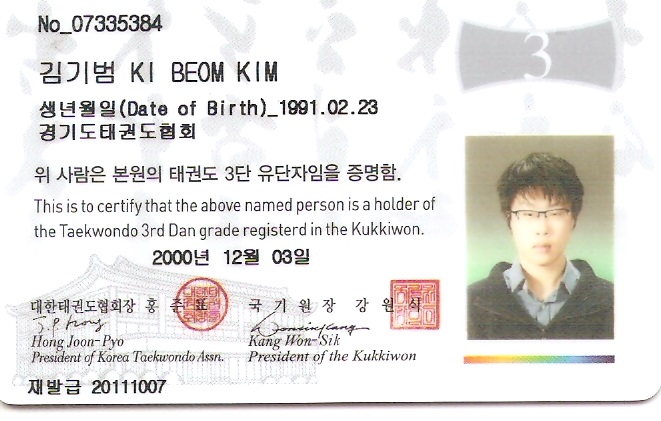 No_07335384
3
김기범 KI BEOM KIM
생년월일(Date of Birth)_1991.02.23
경기도태권도협회
위 사람은 본원의 태권도 3단 유단자임을 증명함.
This is to certify that the above named person is a holder of
the Taekwondo 3rd Dan grade registerd in the Kukkiwon.
2000년 12월 03일
대한태권도협회장 홍준표 국기원장 강원식
Hong Joon-Pyo Kang Won-Sik
President of Korea Taekwondo Assn. President of the Kukkiwon
재발급 20111007